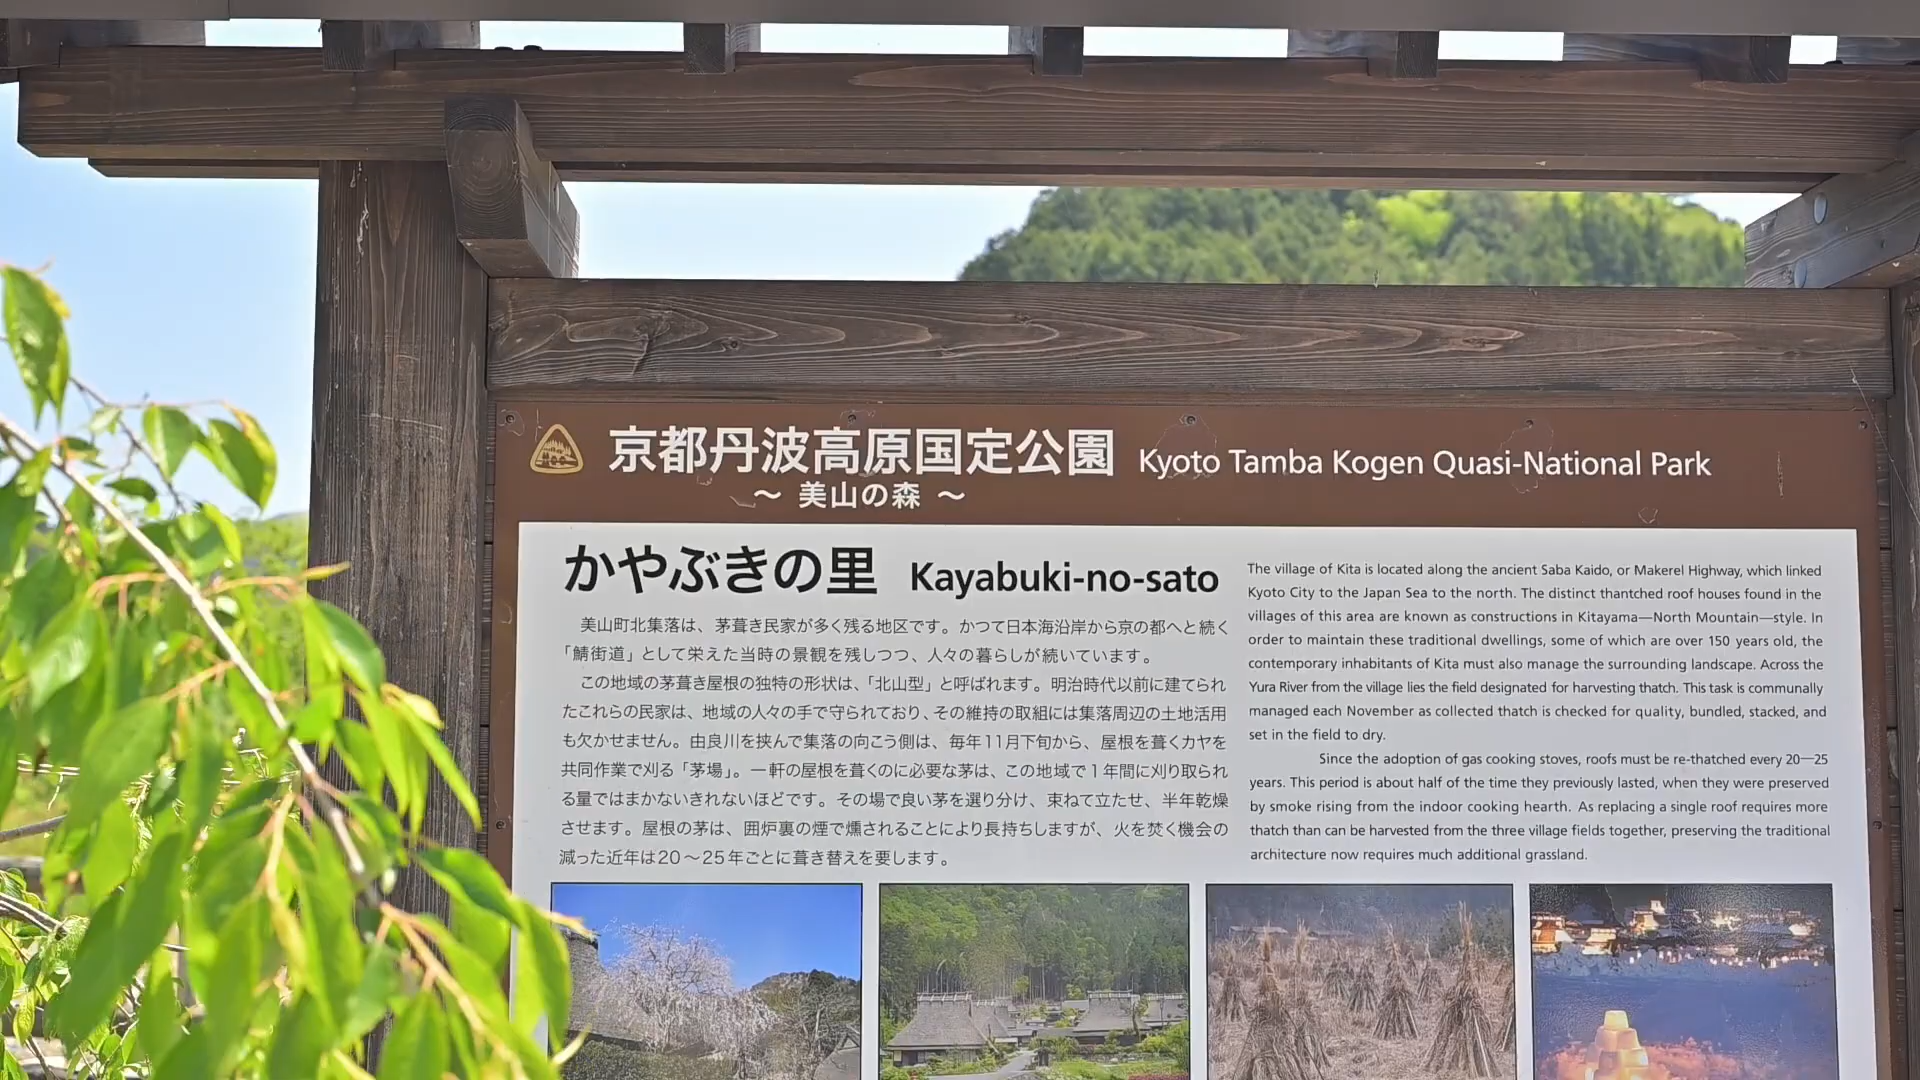 京都丹波高原国定公園 Kyoto Tamba Kogen Quasi-National Park
～ 美山の森 ～
かやぶきの里 Kayabuki-no-sato
美山町北集落は、茅葺き民家が多く残る地区です。かつて日本海沿岸から京の都へと続く
「鯖街道」として栄えた当時の景観を残しつつ、人々の暮らしが続いています。
この地域の茅葺き屋根の独特の形状は、「北山型」と呼ばれます。明治時代以前に建てられ
たこれらの民家は、地域の人々の手で守られており、その維持の取組には集落周辺の土地活用
も欠かせません。由良川を挟んで集落の向こう側は、毎年11月下旬から、屋根を葺くカヤを
共同作業で刈る「茅場」。一軒の屋根を葺くのに必要な茅は、この地域で1年間に刈り取られ
る量ではまかないきれないほどです。その場で良い茅を選り分け、束ねて立たせ、半年乾燥
させます。屋根の茅は、囲炉裏の煙で燻されることにより長持ちしますが、火を焚く機会の
減った近年は20～25年ごとに葺き替えを要します。
The village of Kita is located along the ancient Saba Kaido, or Makerel Highway, which linked
Kyoto City to the Japan Sea to the north. The distinct thantched roof houses found in the
villages of this area are known as constructions in Kitayama—North Mountain—style. In
order to maintain these traditional dwellings, some of which are over 150 years old, the
contemporary inhabitants of Kita must also manage the surrounding landscape. Across the
Yura River from the village lies the field designated for harvesting thatch. This task is communally
managed each November as collected thatch is checked for quality, bundled, stacked, and
set in the field to dry.
Since the adoption of gas cooking stoves, roofs must be re-thatched every 20—25
years. This period is about half of the time they previously lasted, when they were preserved
by smoke rising from the indoor cooking hearth. As replacing a single roof requires more
thatch than can be harvested from the three village fields together, preserving the traditional
architecture now requires much additional grassland.